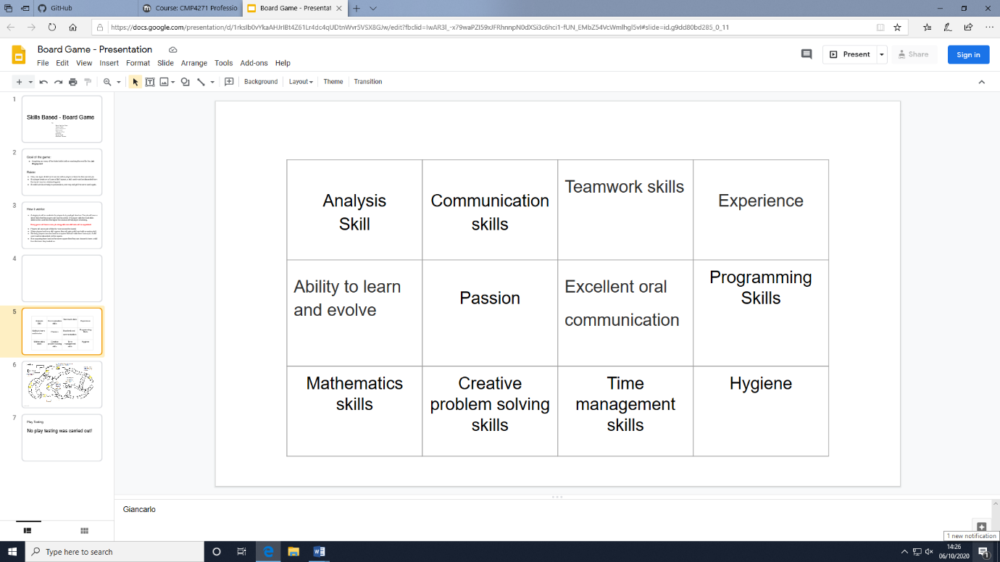 GitHub
Course: CMP4271 Professio
Board Game - Presentat
https://docs.google.com/presentation/d/1rksIb0vYkaAHJrIBt4Z61Lr4dc4qUDtnWvr5VSX8GJw/edit?fbclid=IwAR3l_-x79waPZI59xJFRhnnpN0dXSi3c6hci1-fUN_EMbZ54VcWmlhgl5vI#slide=id.g9dd80bd285_0_11
Board Game - Presentation
File Edit View Insert Format Slide Arrange Tools Add-ons Help
Present
Share
Sign in
Background Layout Theme Transition
1
Skills Based - Board Game
2
Goal of the game:
Rules:
3
How it works:
4
5
6
7
Play Testing
No play testing was carried out!
Analysis
Skill
Communication
skills
Teamwork skills
Experience
Ability to learn
and evolve
Passion
Excellent oral
communication
Programming
Skills
Mathematics
skills
Creative
problem solving
skills
Time
management
skills
Hygiene
Giancarlo
1 new notification
Type here to search
14:26
06/10/2020
1